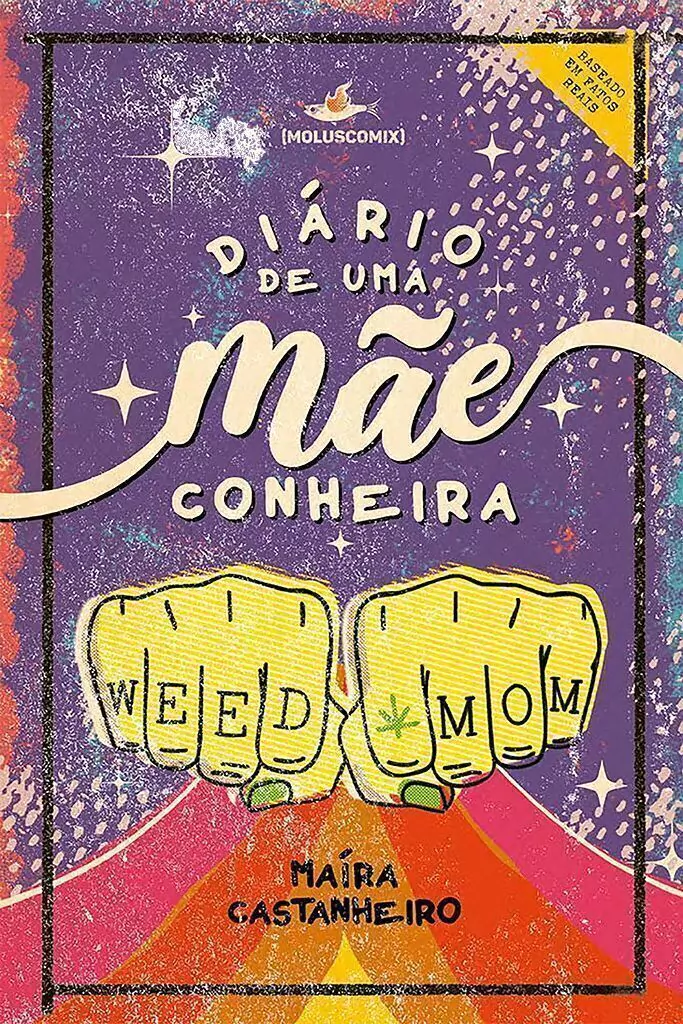 BASEADO
EM FATOS
REAIS
(MOLUSCOMIX)
DIÁRIO
DE UMA
mãe
CONHEIRA
WEED MOM
MAÍRA
CASTANHEIRO